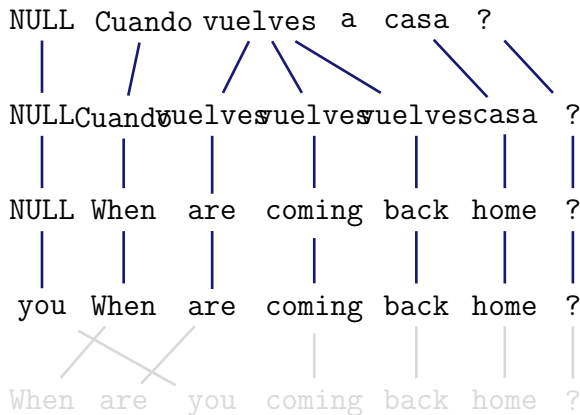 NULL Cuando vuelves a casa ?
NULL Cuando vuelves vuelves vuelves casa ?
NULL When are coming back home ?
you When are coming back home ?
When are you coming back home ?